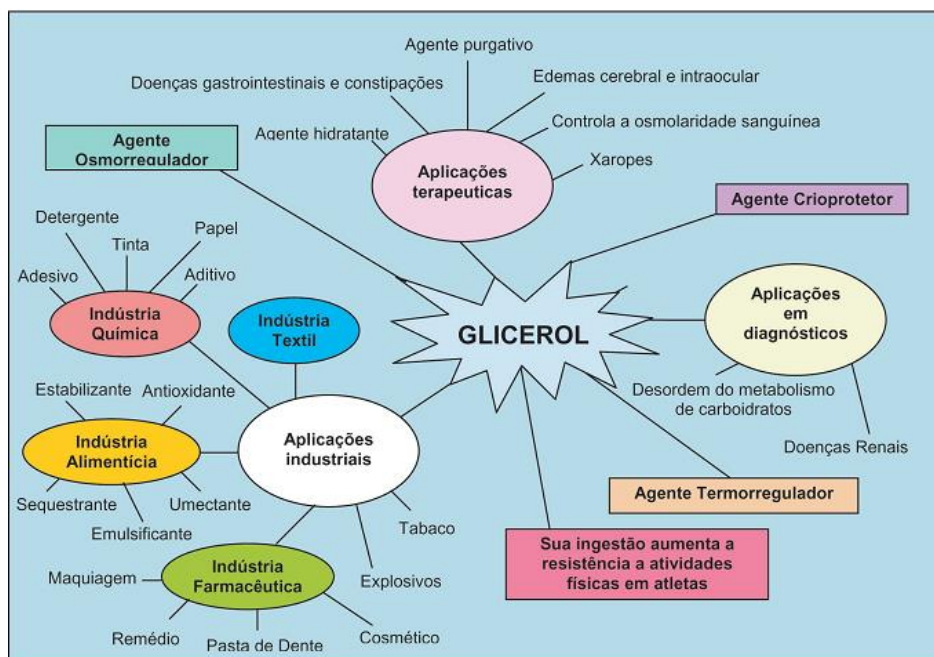 Agente purgativo
Doenças gastrointestinais e constipações
Edemas cerebral e intraocular
Agente hidratante
Controla a osmolaridade sanguínea
Xaropes
Aplicações
terapeuticas
Agente
Osmorregulador
Agente Crioprotetor
Detergente
Tinta
Papel
Adesivo
Aditivo
Indústria
Química
Indústria
Textil
GLICEROL
Aplicações
em
diagnósticos
Desordem do metabolismo
de carboidratos
Doenças Renais
Estabilizante
Antioxidante
Indústria
Alimentícia
Sequestrante
Umectante
Emulsificante
Aplicações
industriais
Tabaco
Explosivos
Agente Termorregulador
Sua ingestão aumenta a
resistência a atividades
físicas em atletas
Indústria
Farmacêutica
Maquiagem
Remédio
Pasta de Dente
Cosmético